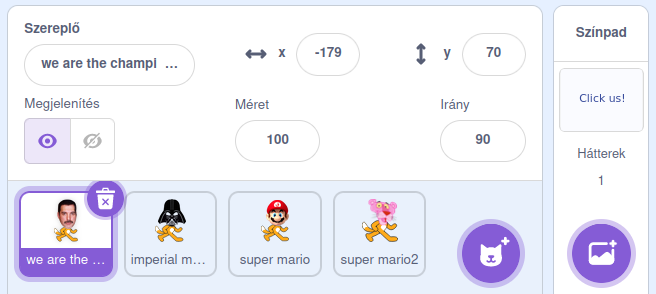 Szereplő
we are the champi ...
x
-179
y
70
Megjelenítés
Méret
100
Irány
90
we are the ...
imperial m...
super mario
super mario2
Színpad
Click us!
Hátterek
1